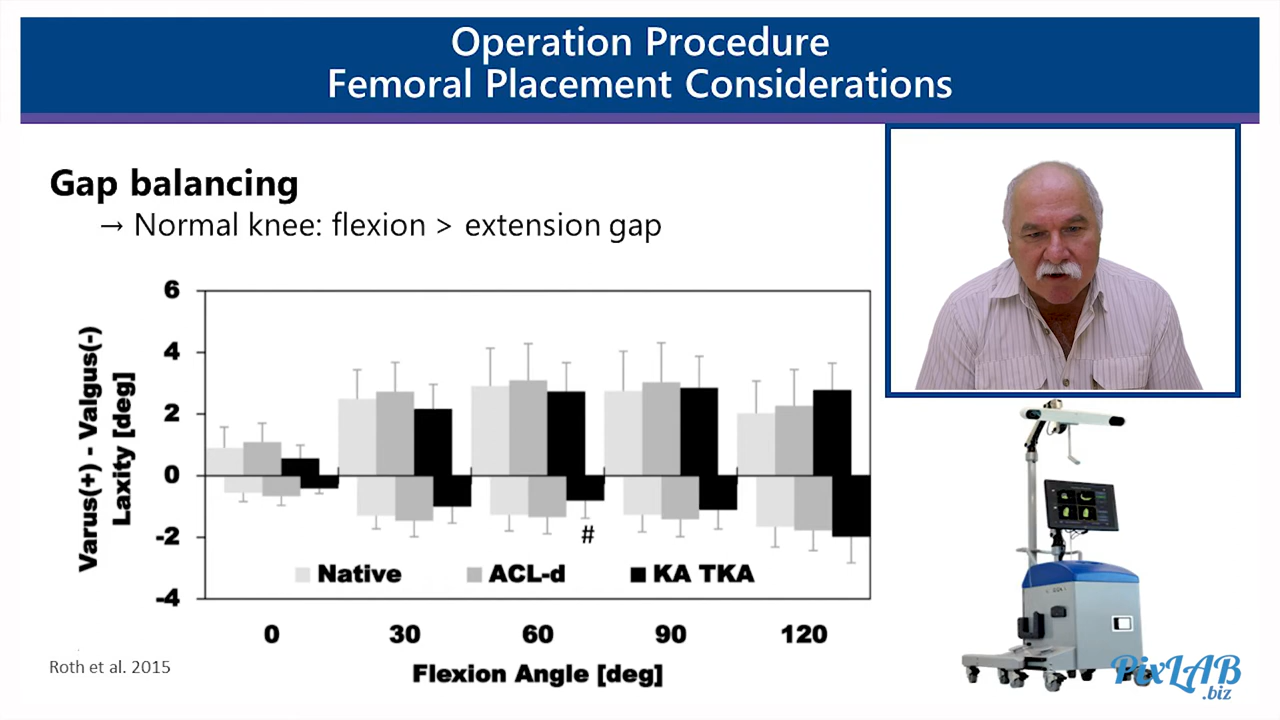 Operation Procedure
Femoral Placement Considerations
Gap balancing
→ Normal knee: flexion > extension gap
Varus(+) - Valgus(-)
Laxity [deg]
6
4
2
0
-2
-4
#
Native
ACL-d
KA TKA
0
30
60
90
120
Flexion Angle [deg]
Roth et al. 2015
PixLAB
.biz